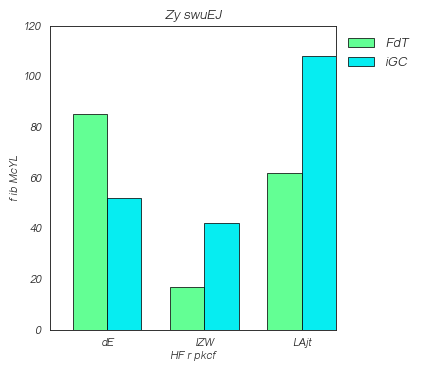 Zy swuEJ
120
100
80
60
40
20
0
f ib McYL
dE
IZW
LAjt
HF r pkcf
FdT
iGC